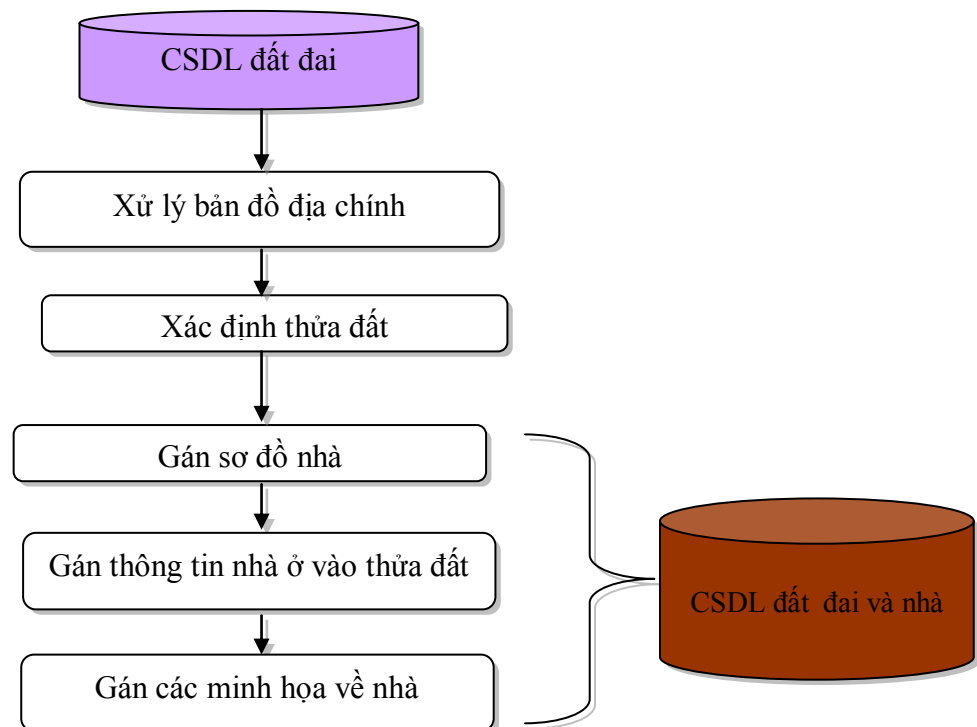 CSDL đất đai
Xử lý bản đồ địa chính
Xác định thửa đất
Gán sơ đồ nhà
Gán thông tin nhà ở vào thửa đất
CSDL đất đai và nhà
Gán các minh họa về nhà